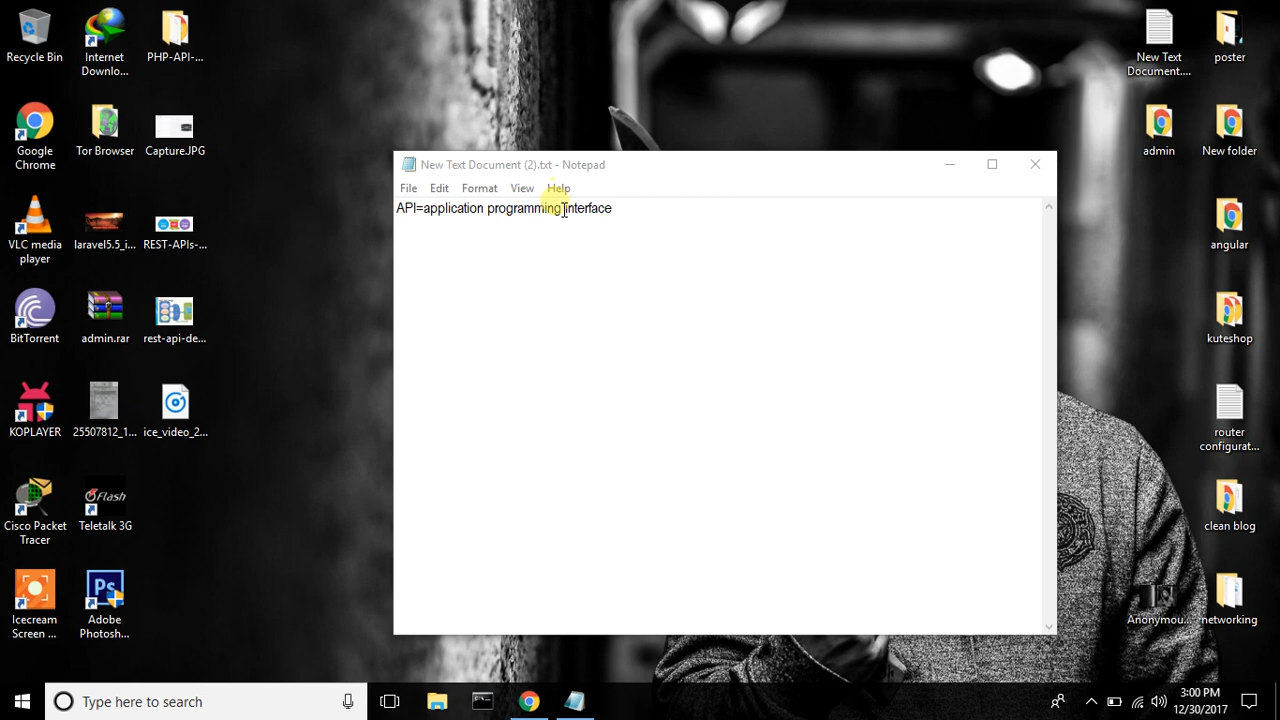 Recycle Bin
Internet
Downlo...
PHP-API-...
New Text
Document....
poster
Google
Chrome
Tor Browser
Capture.JPG
admin
New folder
New Text Document (2).txt - Notepad
File Edit Format View Help
API=application programming interface
VLC media
player
laravel5.5_i...
REST-APIs-...
angular
BitTorrent
admin.rar
rest-api-de...
kuteshop
KOPLAYER
25507812_1...
ice_video_2...
router
configurat...
Cisco Packet
Tracer
Flash
Teletalk 3G
clean blog
Icecream
Screen ...
Ps
Adobe
Photosh...
Anonymou...
networking
Type here to search
3:00 PM
12/30/2017